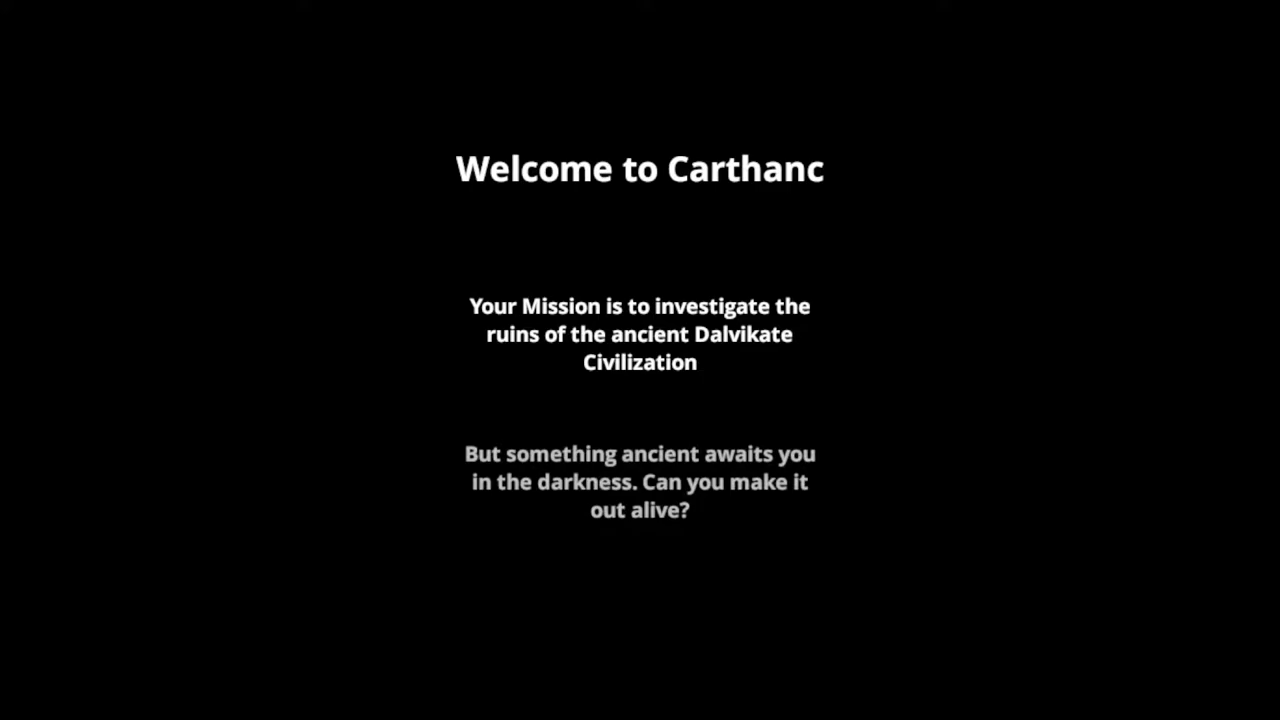 Welcome to Carthanc
Your Mission is to investigate the
ruins of the ancient Dalvikate
Civilization
But something ancient awaits you
in the darkness. Can you make it
out alive?